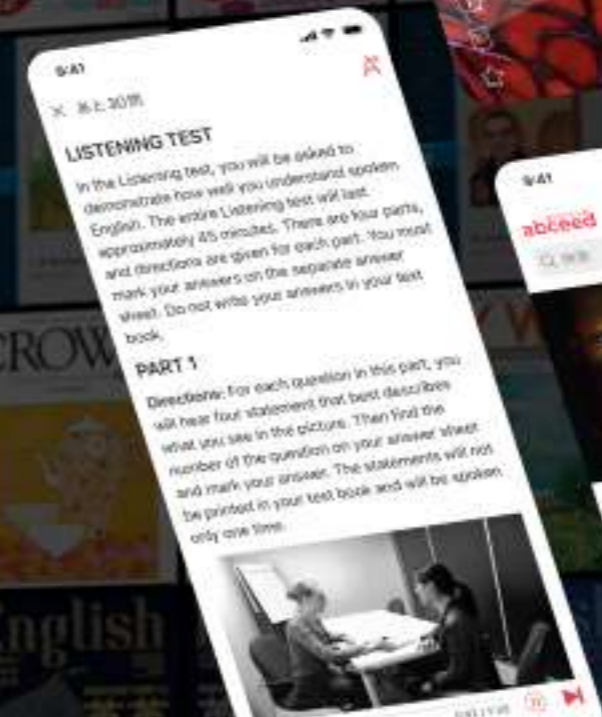 9:41
あと30問
LISTENING TEST
In the Listening test, you will be asked to
demonstrate how well you understand spoken
English. The entire Listening test will last
approximately 45 minutes. There are four parts,
and directions are given for each part. You must
mark your answers on the separate answer
sheet. Do not write your answers in your text
book.
PART 1
Directions: For each question in this part, you
will hear four statement that best describes
what you see in the picture. Then find the
number of the question on your answer sheet
and mark your answer. The statements will not
be printed in your test book and will be spoken
only one time.
9:41
abceed
検索
CROW
English